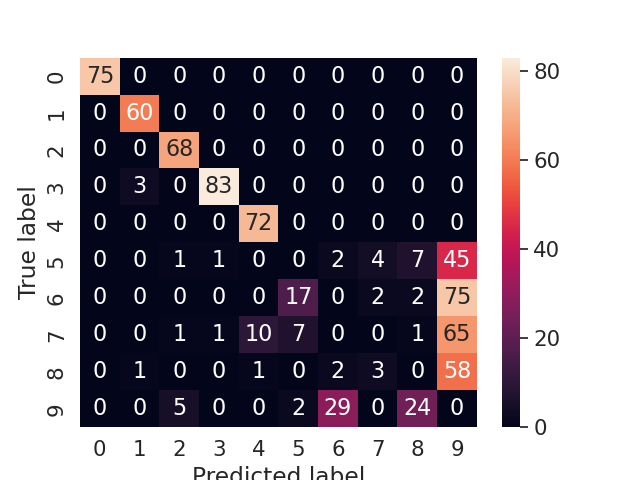 0 75 0 0 0 0 0 0 0 0 0
1 0 60 0 0 0 0 0 0 0 0
2 0 0 68 0 0 0 0 0 0 0
3 0 3 0 83 0 0 0 0 0 0
4 0 0 0 0 72 0 0 0 0 0
5 0 0 1 1 0 0 2 4 7 45
6 0 0 0 0 0 17 0 2 2 75
7 0 0 1 1 10 7 0 0 1 65
8 0 1 0 0 1 0 2 3 0 58
9 0 0 5 0 0 2 29 0 24 0
0 1 2 3 4 5 6 7 8 9
True label
Predicted label
80
60
40
20
0